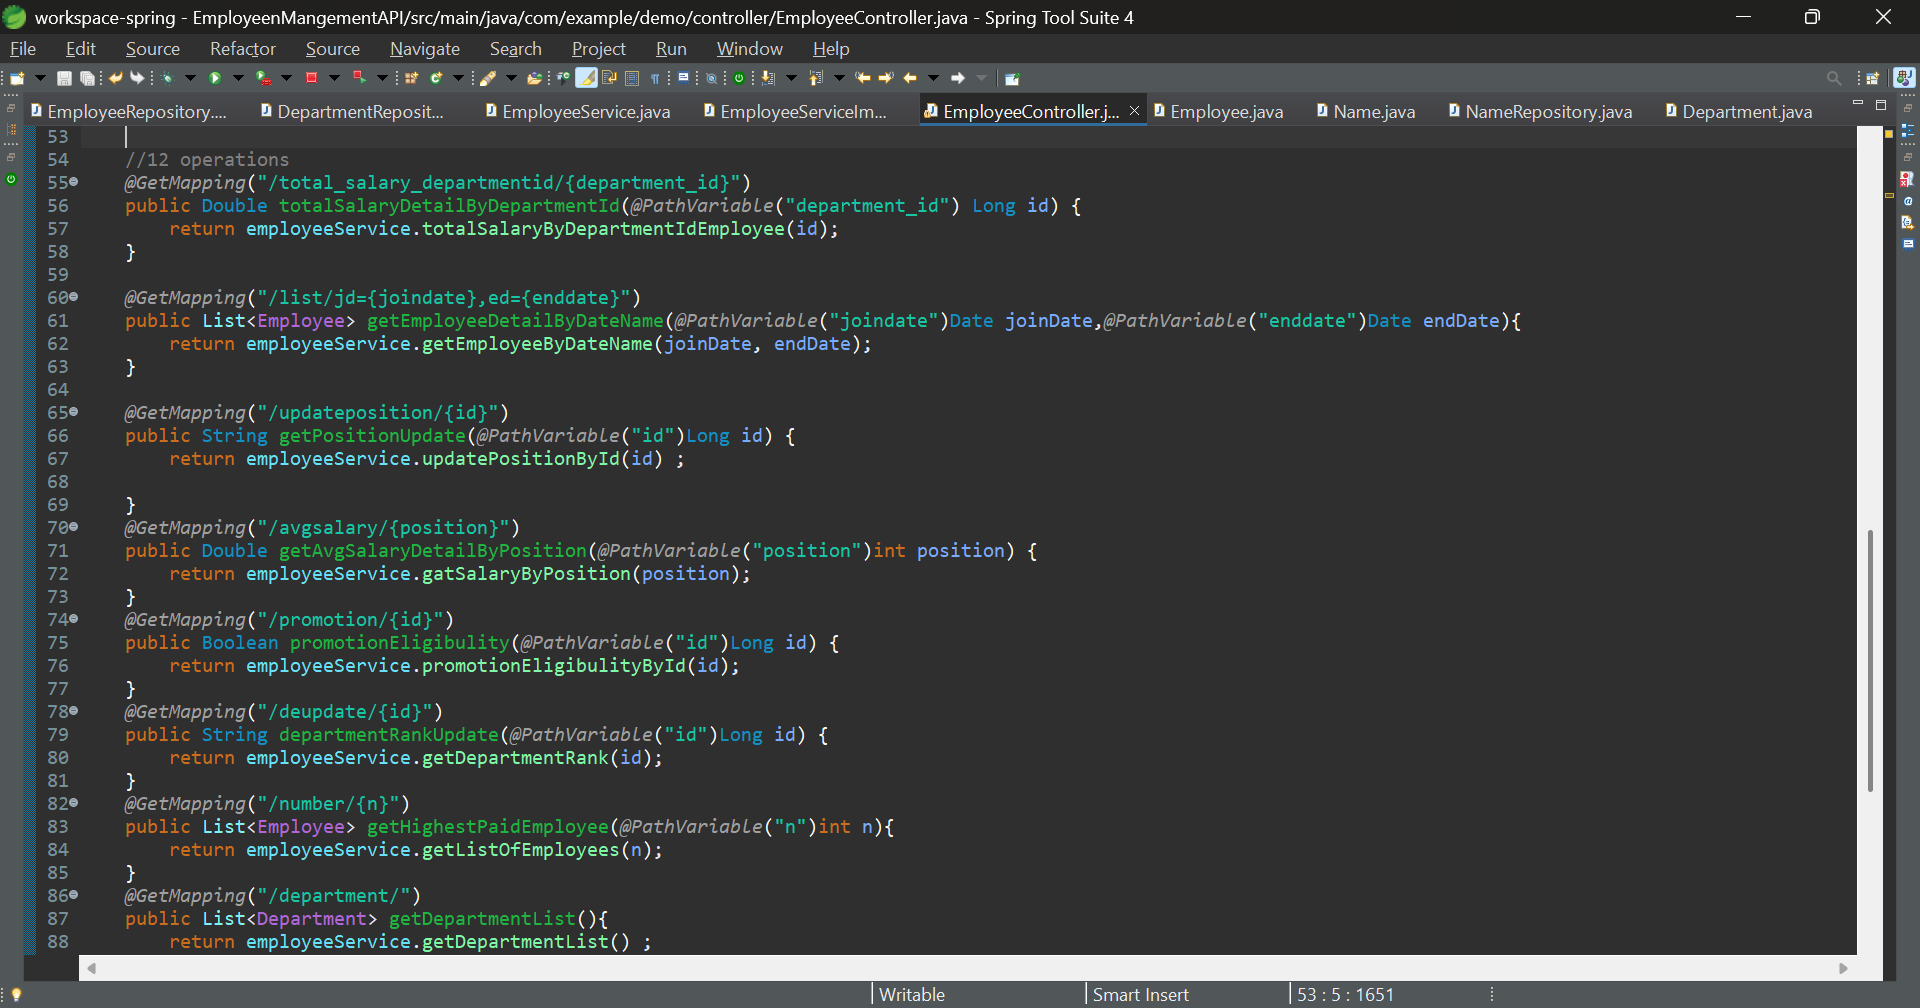 workspace-spring - EmployeenMangementAPI/src/main/java/com/example/demo/controller/EmployeeController.java - Spring Tool Suite 4
File Edit Source Refactor Source Navigate Search Project Run Window Help
EmployeeRepository.... DepartmentReposit... EmployeeService.java EmployeeServiceIm... EmployeeController.j... Employee.java Name.java NameRepository.java Department.java
53
54 //12 operations
55 @GetMapping("/total_salary_departmentid/{department_id}")
56 public Double totalSalaryDetailByDepartmentId(@PathVariable("department_id") Long id) {
57 return employeeService.totalSalaryByDepartmentIdEmployee(id);
58 }
59
60 @GetMapping("/list/jd={joindate},ed={enddate}")
61 public List<Employee> getEmployeeDetailByDateName(@PathVariable("joindate")Date joinDate,@PathVariable("enddate")Date endDate){
62 return employeeService.getEmployeeByDateName(joinDate, endDate);
63 }
64
65 @GetMapping("/updateposition/{id}")
66 public String getPositionUpdate(@PathVariable("id")Long id) {
67 return employeeService.updatePositionById(id) ;
68
69 }
70 @GetMapping("/avgsalary/{position}")
71 public Double getAvgSalaryDetailByPosition(@PathVariable("position")int position) {
72 return employeeService.gatSalaryByPosition(position);
73 }
74 @GetMapping("/promotion/{id}")
75 public Boolean promotionEligibulity(@PathVariable("id")Long id) {
76 return employeeService.promotionEligibulityById(id);
77 }
78 @GetMapping("/deupdate/{id}")
79 public String departmentRankUpdate(@PathVariable("id")Long id) {
80 return employeeService.getDepartmentRank(id);
81 }
82 @GetMapping("/number/{n}")
83 public List<Employee> getHighestPaidEmployee(@PathVariable("n")int n){
84 return employeeService.getListOfEmployees(n);
85 }
86 @GetMapping("/department/")
87 public List<Department> getDepartmentList(){
88 return employeeService.getDepartmentList() ;
Writable Smart Insert 53 : 5 : 1651